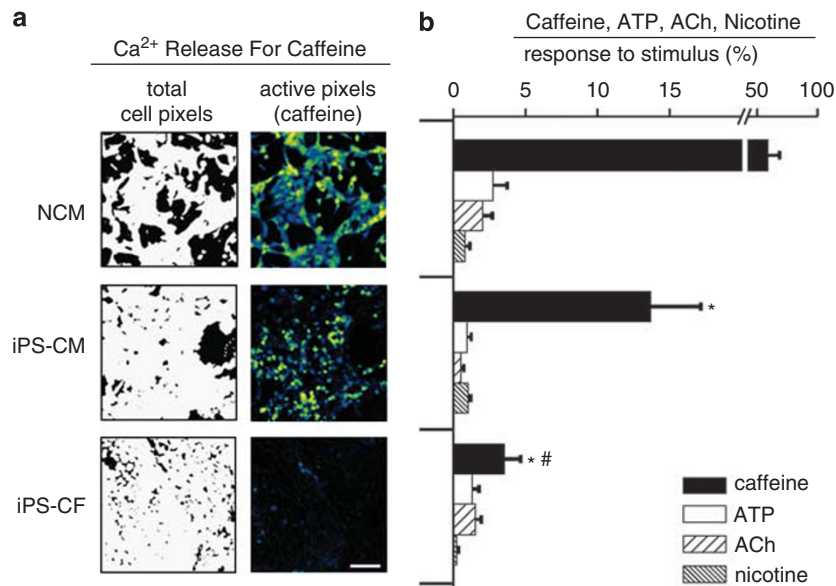 a
Ca²⁺ Release For Caffeine
total
cell pixels
active pixels
(caffeine)
NCM
iPS-CM
iPS-CF
b
Caffeine, ATP, ACh, Nicotine
response to stimulus (%)
0 5 10 15 50 100
*
* #
caffeine
ATP
ACh
nicotine